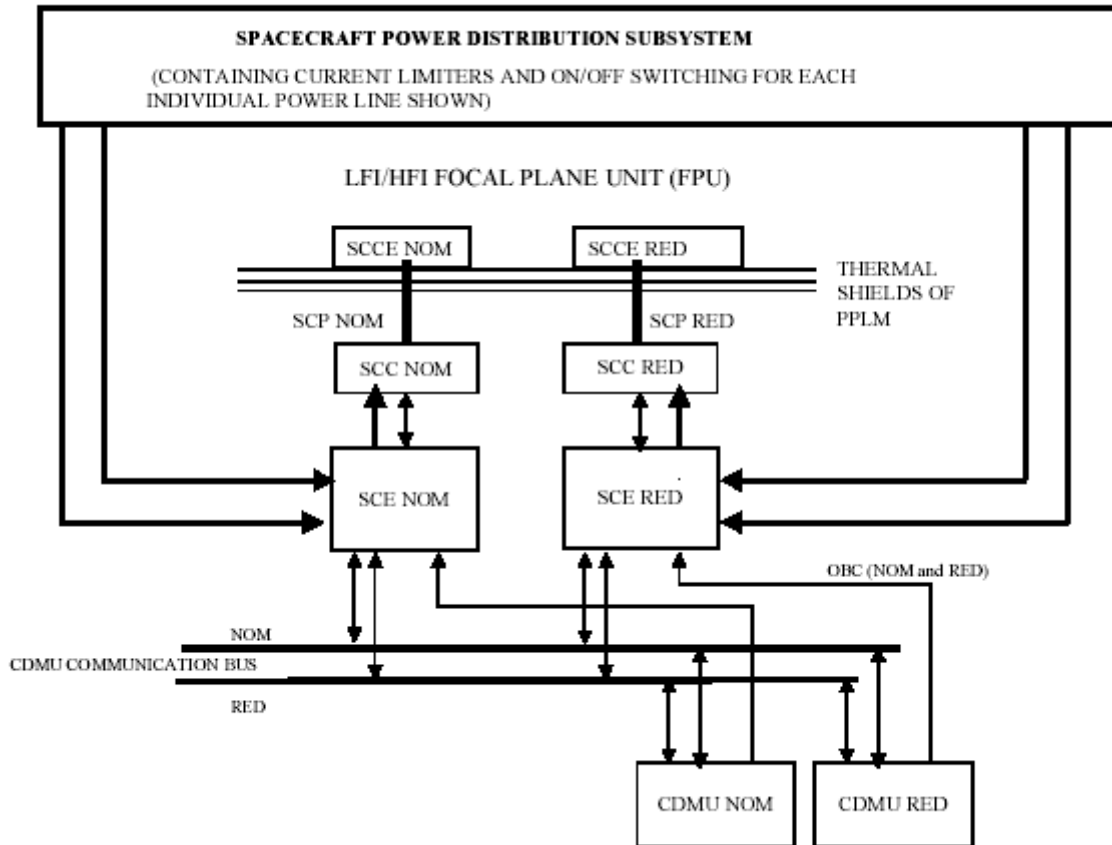 SPACECRAFT POWER DISTRIBUTION SUBSYSTEM
(CONTAINING CURRENT LIMITERS AND ON/OFF SWITCHING FOR EACH
INDIVIDUAL POWER LINE SHOWN)
LFI/HFI FOCAL PLANE UNIT (FPU)
SCCE NOM
SCCE RED
THERMAL
SHIELDS OF
PPLM
SCP NOM
SCP RED
SCC NOM
SCC RED
SCE NOM
SCE RED
OBC (NOM and RED)
NOM
CDMU COMMUNICATION BUS
RED
CDMU NOM
CDMU RED